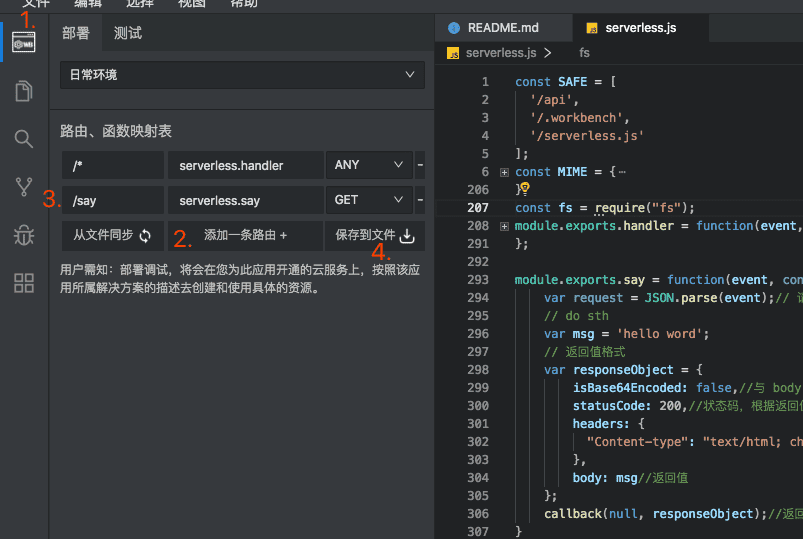 文件 编辑 选择 视图 帮助
1.
WB
部署 测试
日常环境
路由、函数映射表
/* serverless.handler ANY -
3. /say serverless.say GET -
从文件同步 2. 添加一条路由 + 保存到文件
4.
用户需知：部署调试，将会在您为此应用开通的云服务上，按照该应
用所属解决方案的描述去创建和使用具体的资源。
README.md JS serverless.js
JS serverless.js > fs
1 const SAFE = [
2 '/api',
3 '/.workbench',
4 '/serverless.js'
5 ];
6 const MIME = {…
206 }
207 const fs = require("fs");
208 module.exports.handler = function(event,
291 };
292
293 module.exports.say = function(event, con
294 var request = JSON.parse(event);//
295 // do sth
296 var msg = 'hello word';
297 // 返回值格式
298 var responseObject = {
299 isBase64Encoded: false,//与 body
300 statusCode: 200,//状态码，根据返回值
301 headers: {
302 "Content-type": "text/html; ch
303 },
304 body: msg//返回值
305 };
306 callback(null, responseObject);//返回
307 }